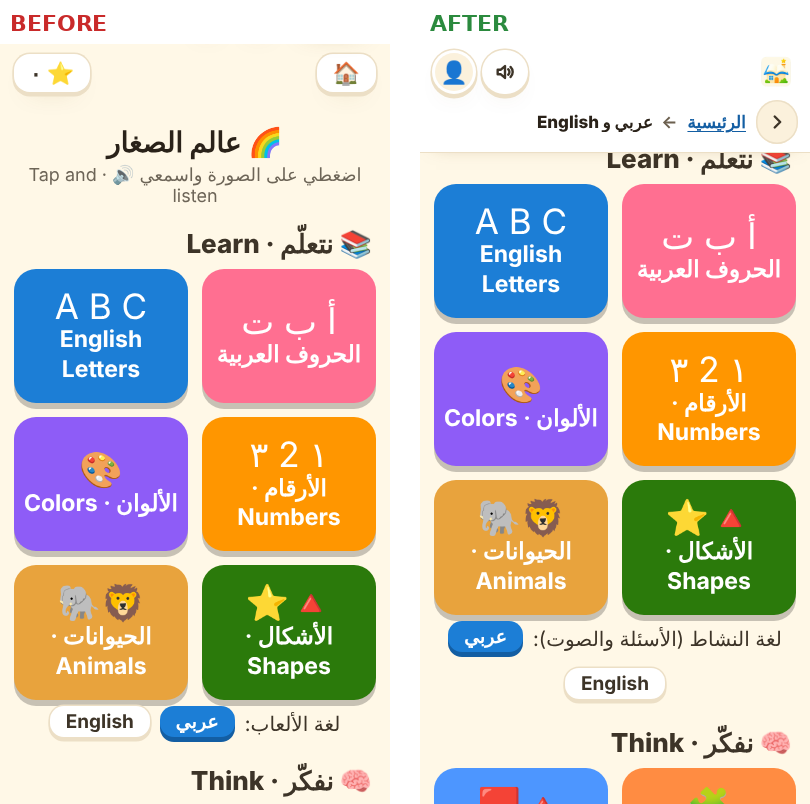 BEFORE
· ⭐ 🏠
عالم الصغار 🌈
اضغطي على الصورة واسمعي 🔊 · Tap and
listen
📚 نتعلّم · Learn
أ ب ت
الحروف العربية
A B C
English
Letters
١ 2 ٣
الأرقام ·
Numbers
🎨
الألوان · Colors
🔺⭐
الأشكال ·
Shapes
🦁🐘
الحيوانات ·
Animals
لغة الألعاب: عربي English
🧠 نفكّر · Think
AFTER
الرئيسية ← عربي و English
📚 نتعلّم · Learn
أ ب ت
الحروف العربية
A B C
English
Letters
١ 2 ٣
الأرقام ·
Numbers
🎨
الألوان · Colors
🔺⭐
الأشكال ·
Shapes
🦁🐘
الحيوانات ·
Animals
لغة النشاط (الأسئلة والصوت): عربي
English
🧠 نفكّر · Think